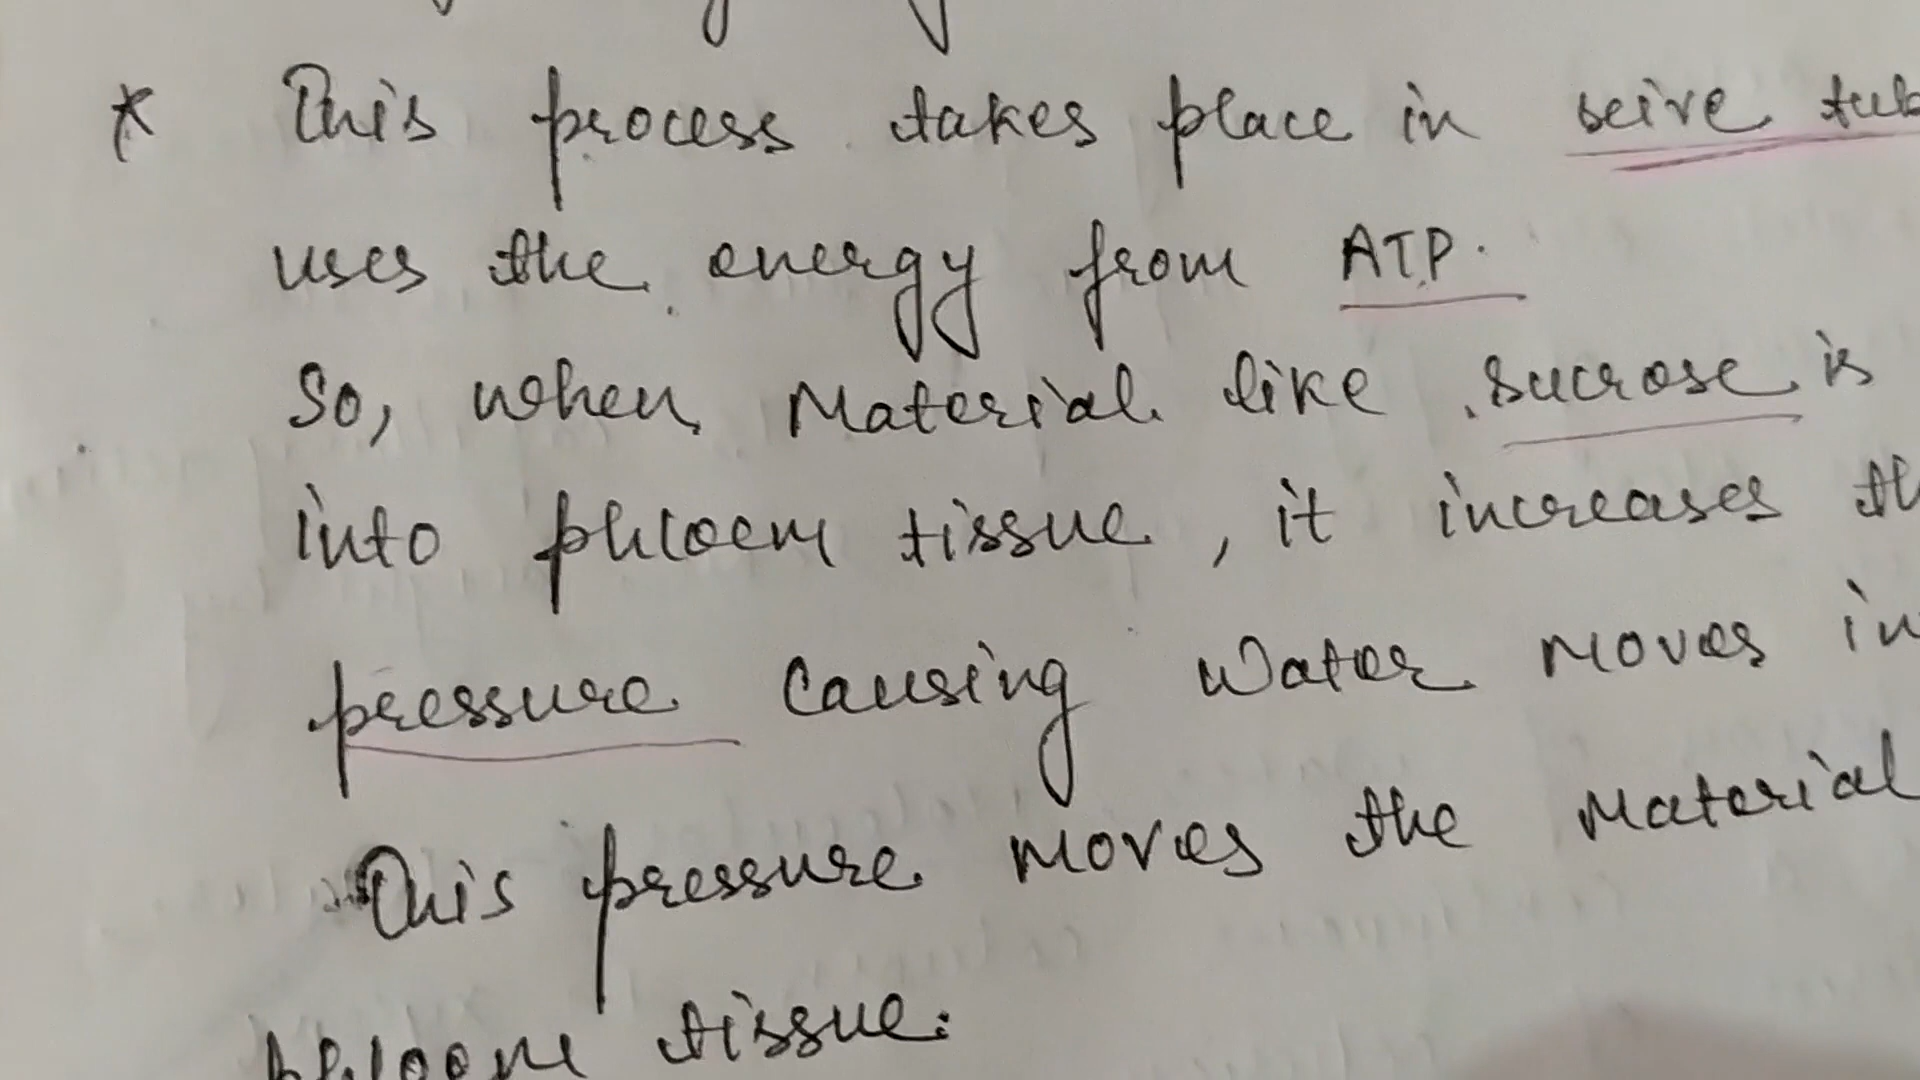 * This process takes place in seive
uses the energy from ATP.
So, when Material like sucrose is
into phloem tissue, it increases
pressure causing water moves
This pressure moves the Material
phloem tissue.